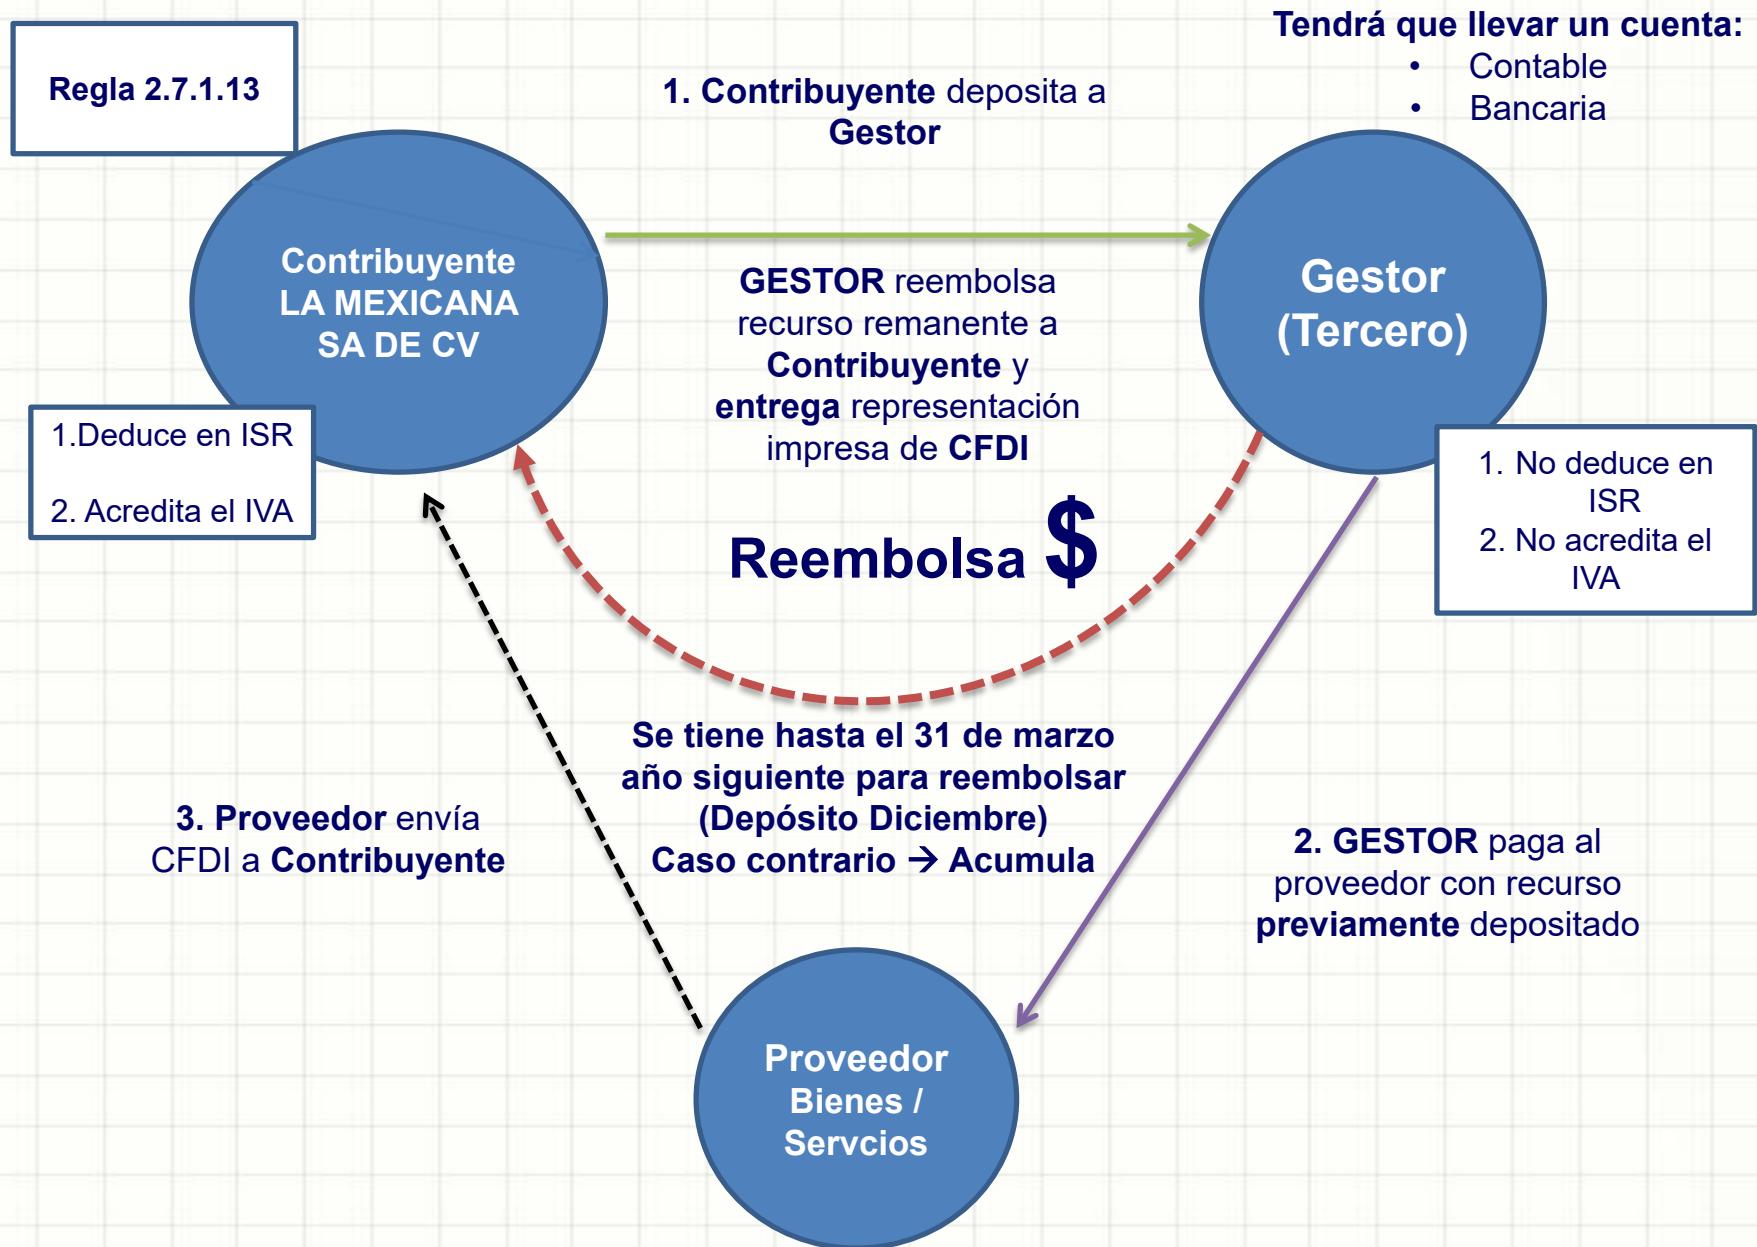 Regla 2.7.1.13
Tendrá que llevar un cuenta:
• Contable
• Bancaria
1. Contribuyente deposita a
Gestor
Contribuyente
LA MEXICANA
SA DE CV
Gestor
(Tercero)
GESTOR reembolsa
recurso remanente a
Contribuyente y
entrega representación
impresa de CFDI
1.Deduce en ISR
2. Acredita el IVA
1. No deduce en
ISR
2. No acredita el
IVA
Reembolsa $
Se tiene hasta el 31 de marzo
año siguiente para reembolsar
(Depósito Diciembre)
Caso contrario → Acumula
3. Proveedor envía
CFDI a Contribuyente
2. GESTOR paga al
proveedor con recurso
previamente depositado
Proveedor
Bienes /
Servcios